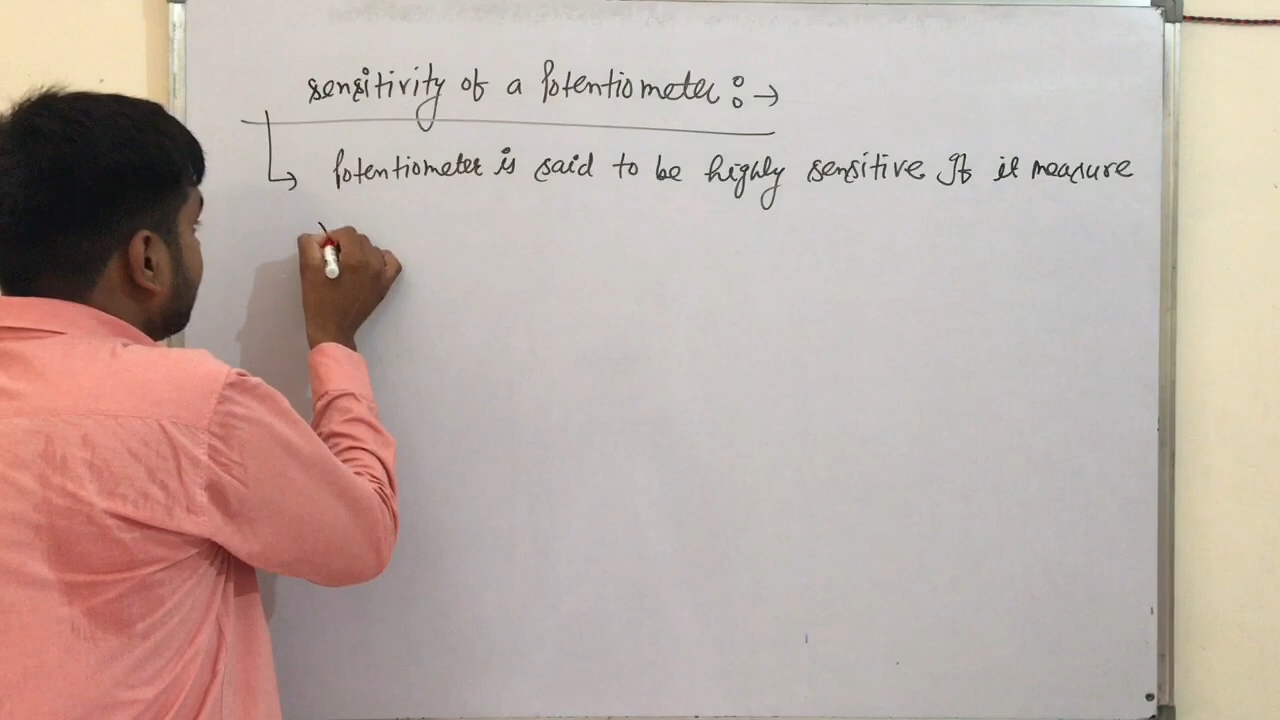 sensitivity of a Potentiometer :→
Potentiometer is said to be highly sensitive If it measure